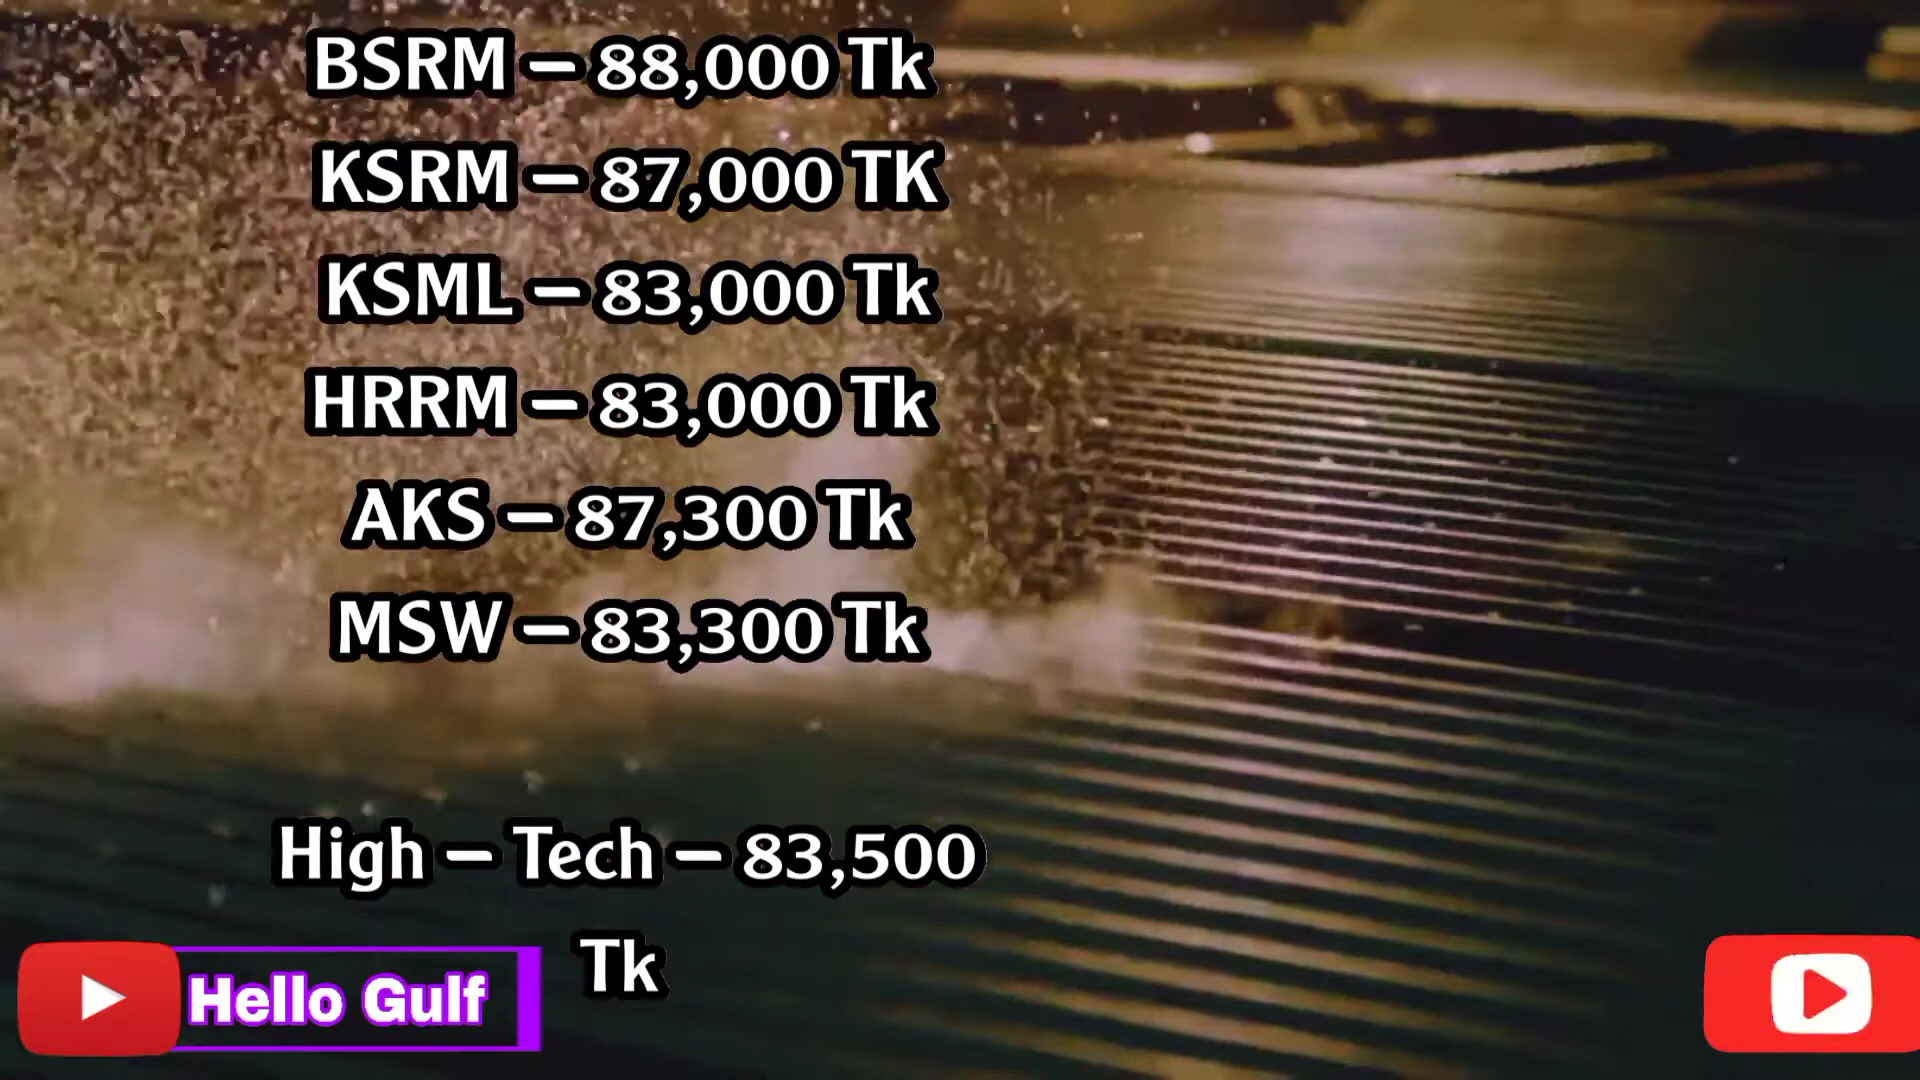 BSRM – 88,000 Tk
KSRM – 87,000 TK
KSML – 83,000 Tk
HRRM – 83,000 Tk
AKS – 87,300 Tk
MSW – 83,300 Tk
High – Tech – 83,500
Tk
Hello Gulf